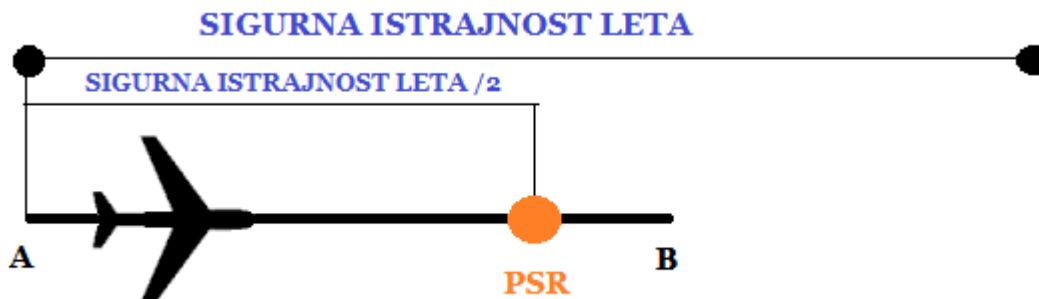 SIGURNA ISTRAJNOST LETA
SIGURNA ISTRAJNOST LETA /2
A
B
PSR